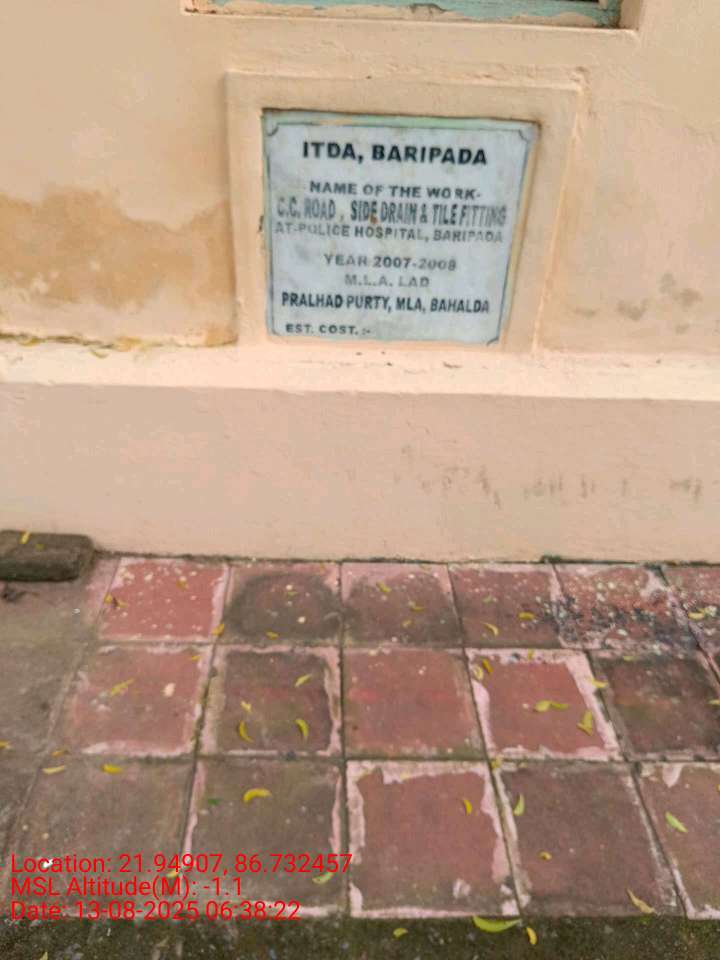 ITDA, BARIPADA
NAME OF THE WORK-
C.C. ROAD , SIDE DRAIN & TILE FITTING
AT-POLICE HOSPITAL, BARIPADA
YEAR 2007-2008
M.L.A. LAD
PRALHAD PURTY, MLA, BAHALDA
EST. COST. :-
Location: 21.94907, 86.732457
MSL Altitude(M): -1.1
Date: 13-08-2025 06:38:22